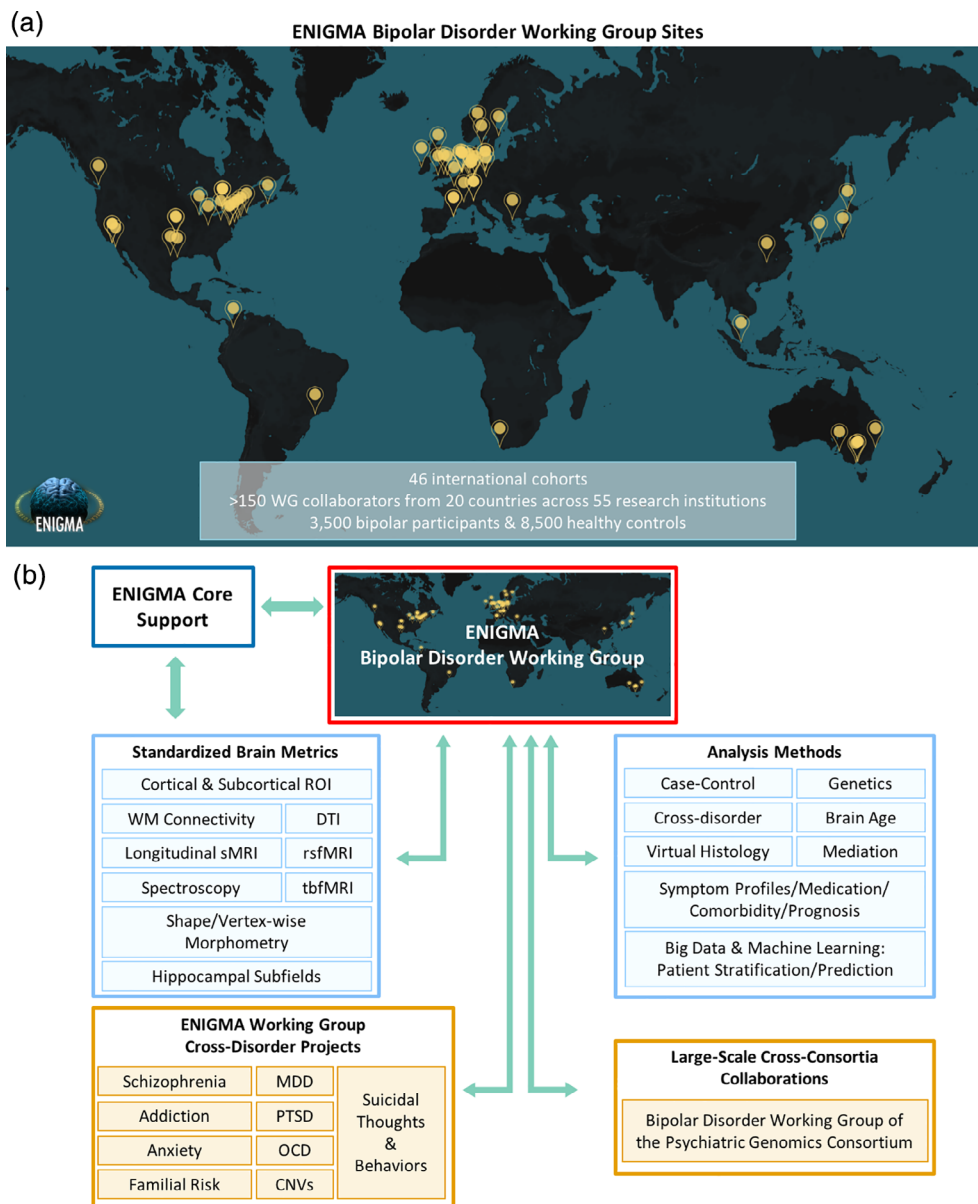 (a)
ENIGMA Bipolar Disorder Working Group Sites
ENIGMA
46 international cohorts
>150 WG collaborators from 20 countries across 55 research institutions
3,500 bipolar participants & 8,500 healthy controls
(b)
ENIGMA Core
Support
ENIGMA
Bipolar Disorder Working Group
Standardized Brain Metrics
Cortical & Subcortical ROI
WM Connectivity
DTI
Longitudinal sMRI
rsfMRI
Spectroscopy
tbfMRI
Shape/Vertex-wise
Morphometry
Hippocampal Subfields
Analysis Methods
Case-Control
Genetics
Cross-disorder
Brain Age
Virtual Histology
Mediation
Symptom Profiles/Medication/
Comorbidity/Prognosis
Big Data & Machine Learning:
Patient Stratification/Prediction
ENIGMA Working Group
Cross-Disorder Projects
Schizophrenia
MDD
Addiction
PTSD
Anxiety
OCD
Familial Risk
CNVs
Suicidal
Thoughts
&
Behaviors
Large-Scale Cross-Consortia
Collaborations
Bipolar Disorder Working Group of
the Psychiatric Genomics Consortium